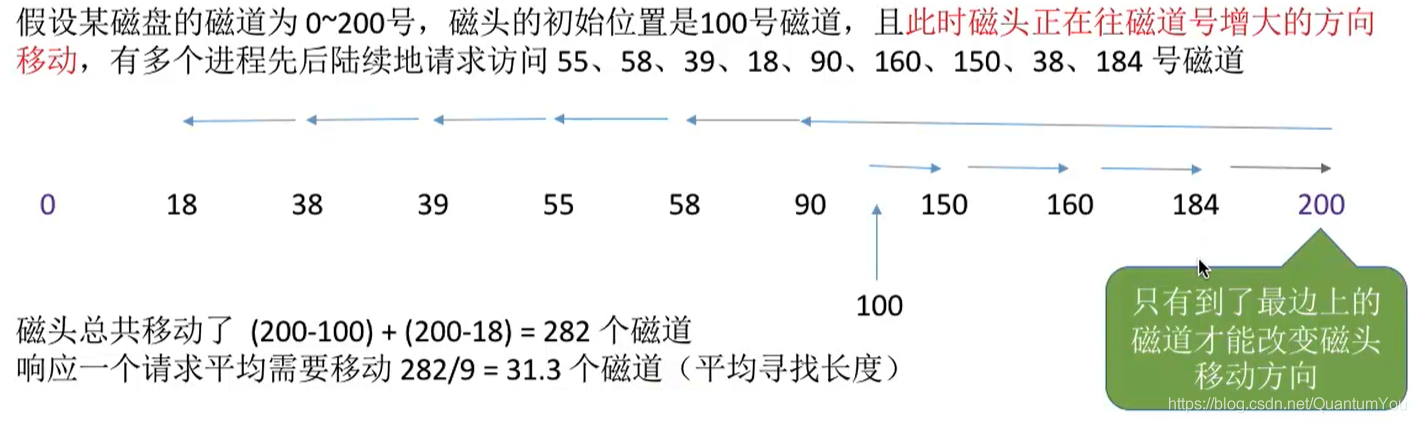 假设某磁盘的磁道为 0~200号，磁头的初始位置是100号磁道，且此时磁头正在往磁道号增大的方向
移动，有多个进程先后陆续地请求访问 55、58、39、18、90、160、150、38、184 号磁道
0 18 38 39 55 58 90 150 160 184 200
100
只有到了最边上的
磁道才能改变磁头
移动方向
磁头总共移动了 (200-100) + (200-18) = 282 个磁道
响应一个请求平均需要移动 282/9 = 31.3 个磁道（平均寻找长度）
https://blog.csdn.net/QuantumYou